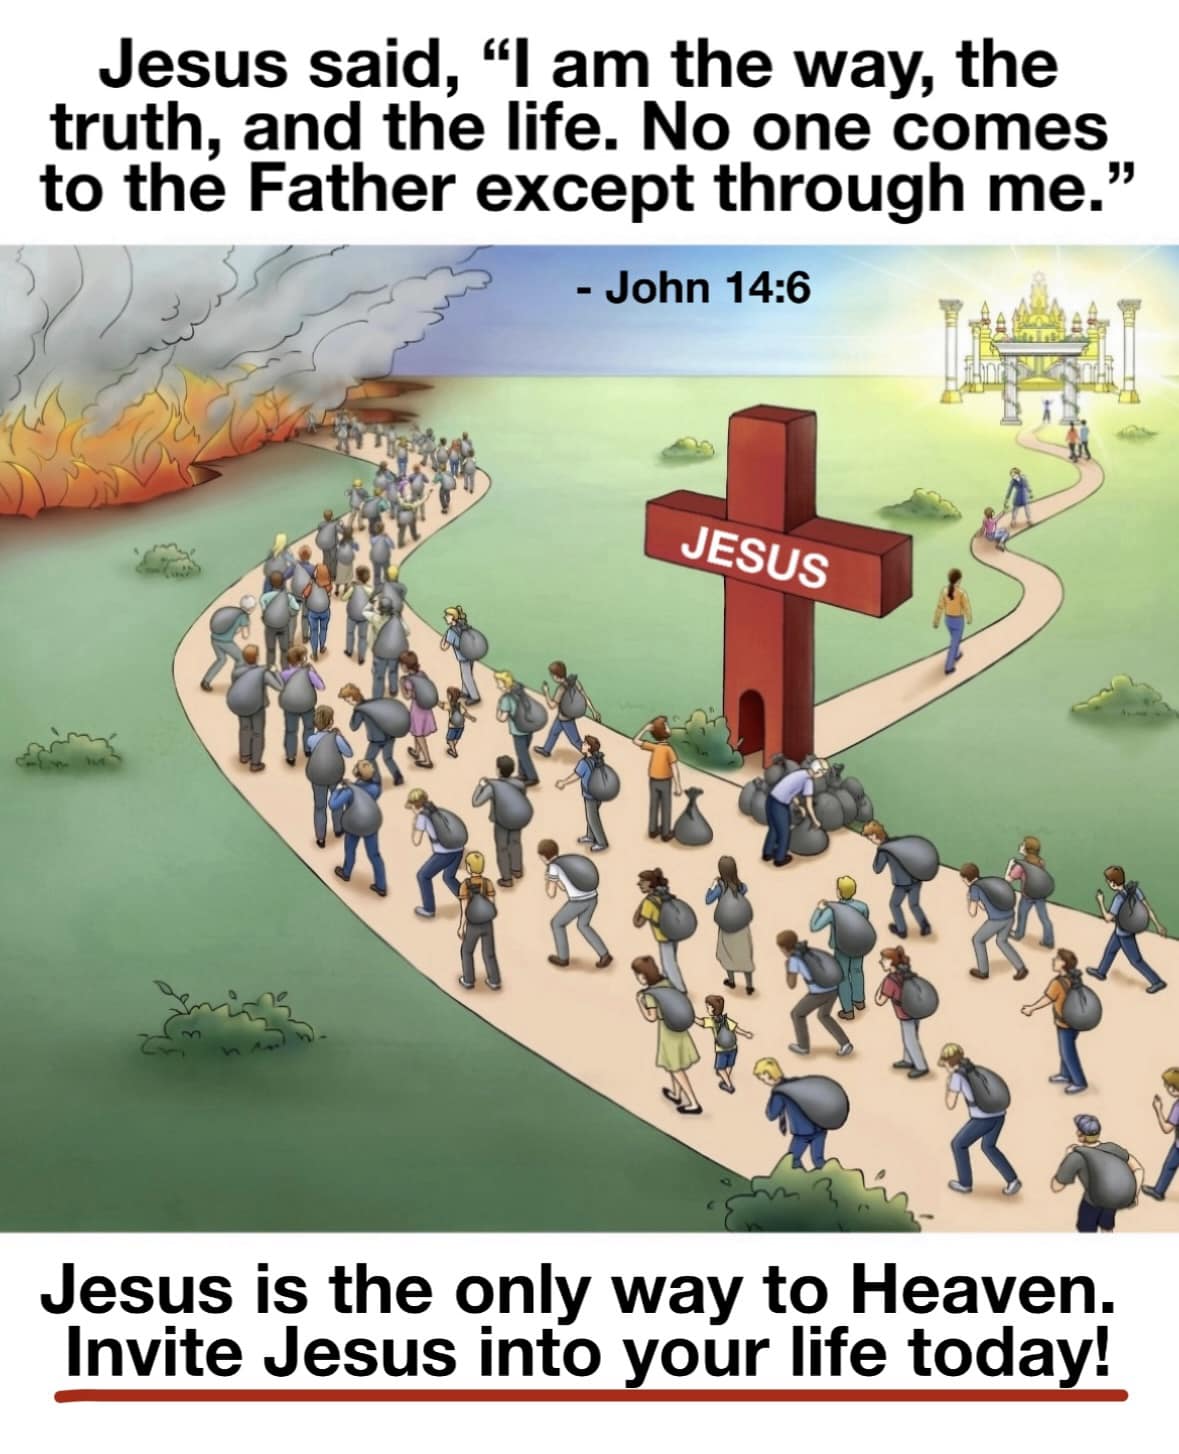 Jesus said, “I am the way, the
truth, and the life. No one comes
to the Father except through me.”
- John 14:6
JESUS
Jesus is the only way to Heaven.
Invite Jesus into your life today!